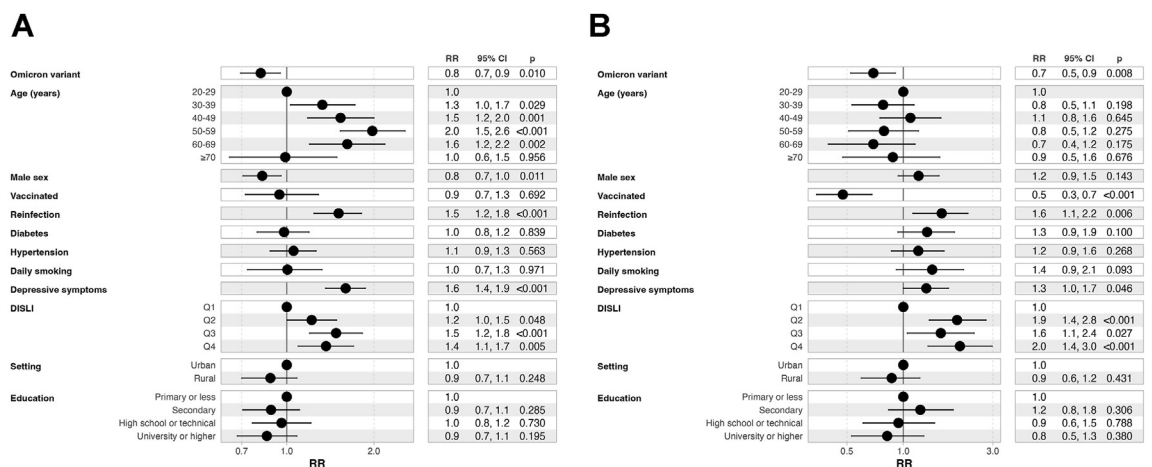 A
RR 95% CI p
Omicron variant 0.8 0.7, 0.9 0.010
Age (years) 20-29 1.0
30-39 1.3 1.0, 1.7 0.029
40-49 1.5 1.2, 2.0 0.001
50-59 2.0 1.5, 2.6 <0.001
60-69 1.6 1.2, 2.2 0.002
≥70 1.0 0.6, 1.5 0.956
Male sex 0.8 0.7, 1.0 0.011
Vaccinated 0.9 0.7, 1.3 0.692
Reinfection 1.5 1.2, 1.8 <0.001
Diabetes 1.0 0.8, 1.2 0.839
Hypertension 1.1 0.9, 1.3 0.563
Daily smoking 1.0 0.7, 1.3 0.971
Depressive symptoms 1.6 1.4, 1.9 <0.001
DISLI Q1 1.0
Q2 1.2 1.0, 1.5 0.048
Q3 1.5 1.2, 1.8 <0.001
Q4 1.4 1.1, 1.7 0.005
Setting Urban 1.0
Rural 0.9 0.7, 1.1 0.248
Education Primary or less 1.0
Secondary 0.9 0.7, 1.1 0.285
High school or technical 1.0 0.8, 1.2 0.730
University or higher 0.9 0.7, 1.1 0.195
0.7 1.0 2.0
RR
B
RR 95% CI p
Omicron variant 0.7 0.5, 0.9 0.008
Age (years) 20-29 1.0
30-39 0.8 0.5, 1.1 0.198
40-49 1.1 0.8, 1.6 0.645
50-59 0.8 0.5, 1.2 0.275
60-69 0.7 0.4, 1.2 0.175
≥70 0.9 0.5, 1.6 0.676
Male sex 1.2 0.9, 1.5 0.143
Vaccinated 0.5 0.3, 0.7 <0.001
Reinfection 1.6 1.1, 2.2 0.006
Diabetes 1.3 0.9, 1.9 0.100
Hypertension 1.2 0.9, 1.6 0.268
Daily smoking 1.4 0.9, 2.1 0.093
Depressive symptoms 1.3 1.0, 1.7 0.046
DISLI Q1 1.0
Q2 1.9 1.4, 2.8 <0.001
Q3 1.6 1.1, 2.4 0.027
Q4 2.0 1.4, 3.0 <0.001
Setting Urban 1.0
Rural 0.9 0.6, 1.2 0.431
Education Primary or less 1.0
Secondary 1.2 0.8, 1.8 0.306
High school or technical 0.9 0.6, 1.5 0.788
University or higher 0.8 0.5, 1.3 0.380
0.5 1.0 3.0
RR